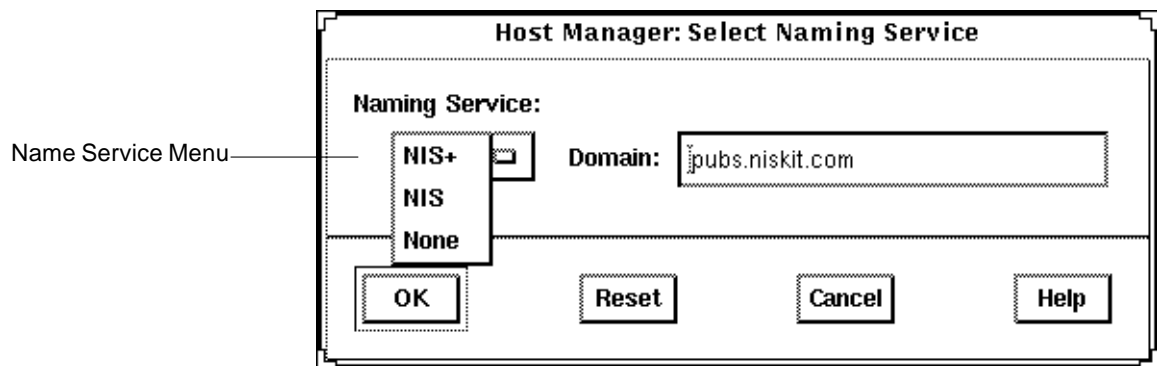 Host Manager: Select Naming Service
Naming Service:
Name Service Menu
NIS+
Domain:
pubs.niskit.com
NIS
None
OK
Reset
Cancel
Help